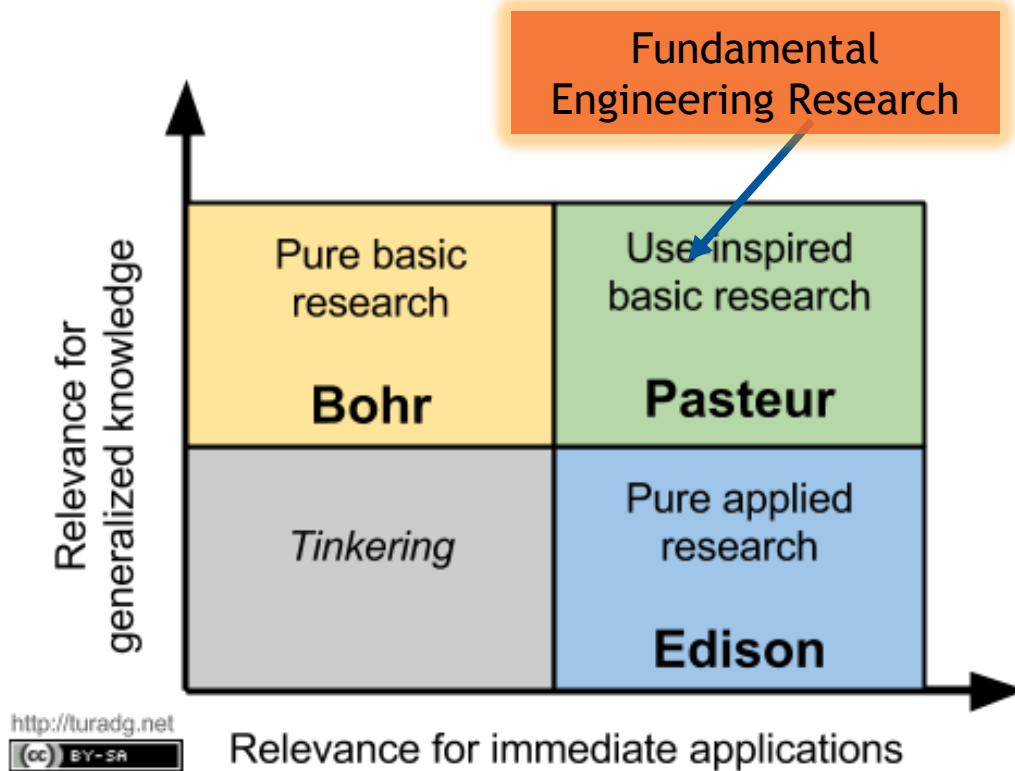 Fundamental
Engineering Research
Relevance for
generalized knowledge
Pure basic
research
Bohr
Use inspired
basic research
Pasteur
Tinkering
Pure applied
research
Edison
http://turadg.net
(cc) BY-SA
Relevance for immediate applications